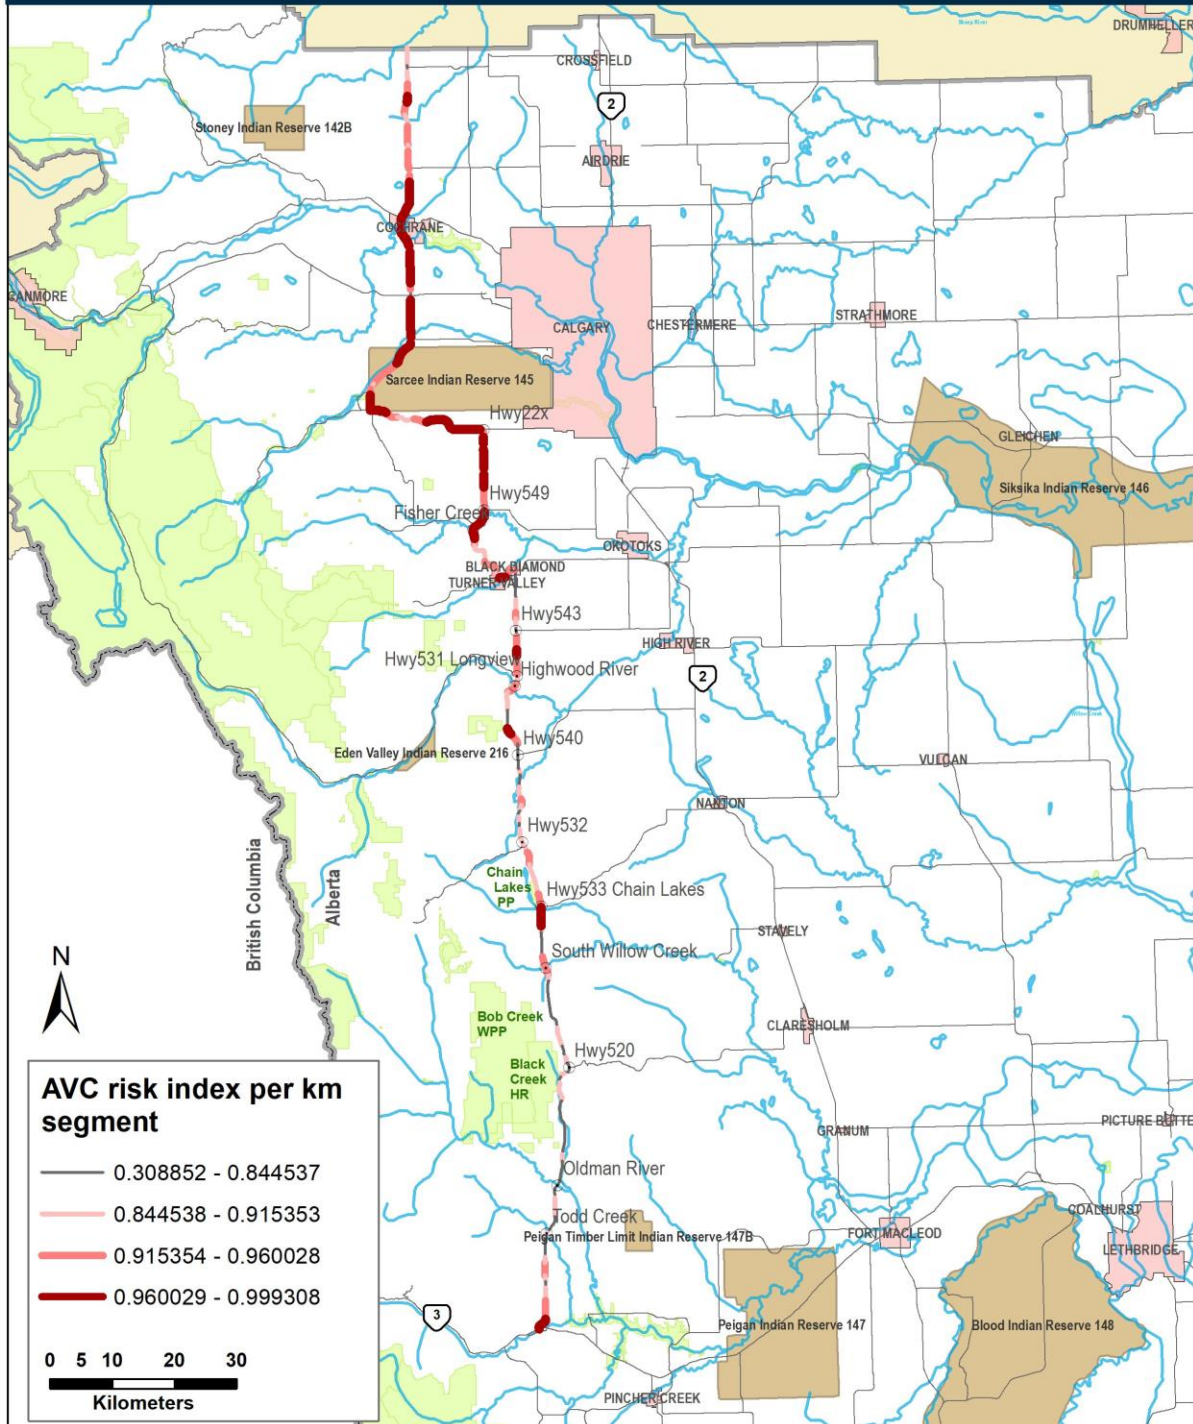 DRUMHELLER
CROSSFIELD
2
Stoney Indian Reserve 142B
AIRDRIE
COCHRANE
CANMORE
CALGARY
CHESTERMERE
STRATHMORE
Sarcee Indian Reserve 145
Hwy22x
GLEICHEN
Siksika Indian Reserve 146
Hwy549
Fisher Creek
OKOTOKS
BLACK DIAMOND
TURNER VALLEY
Hwy543
HIGH RIVER
Hwy531 Longview
Highwood River
2
Hwy540
Eden Valley Indian Reserve 216
VULCAN
NANTON
Hwy532
British Columbia
Alberta
Chain
Lakes
PP
Hwy533 Chain Lakes
STAVELY
South Willow Creek
N
Bob Creek
WPP
CLARESHOLM
Hwy520
Black
Creek
HR
PICTURE BUTTE
GRANUM
Oldman River
Todd Creek
Peigan Timber Limit Indian Reserve 147B
COALHURST
FORT MACLEOD
LETHBRIDGE
3
Peigan Indian Reserve 147
Blood Indian Reserve 148
PINCHER CREEK
AVC risk index per km
segment
0.308852 - 0.844537
0.844538 - 0.915353
0.915354 - 0.960028
0.960029 - 0.999308
0 5 10 20 30
Kilometers